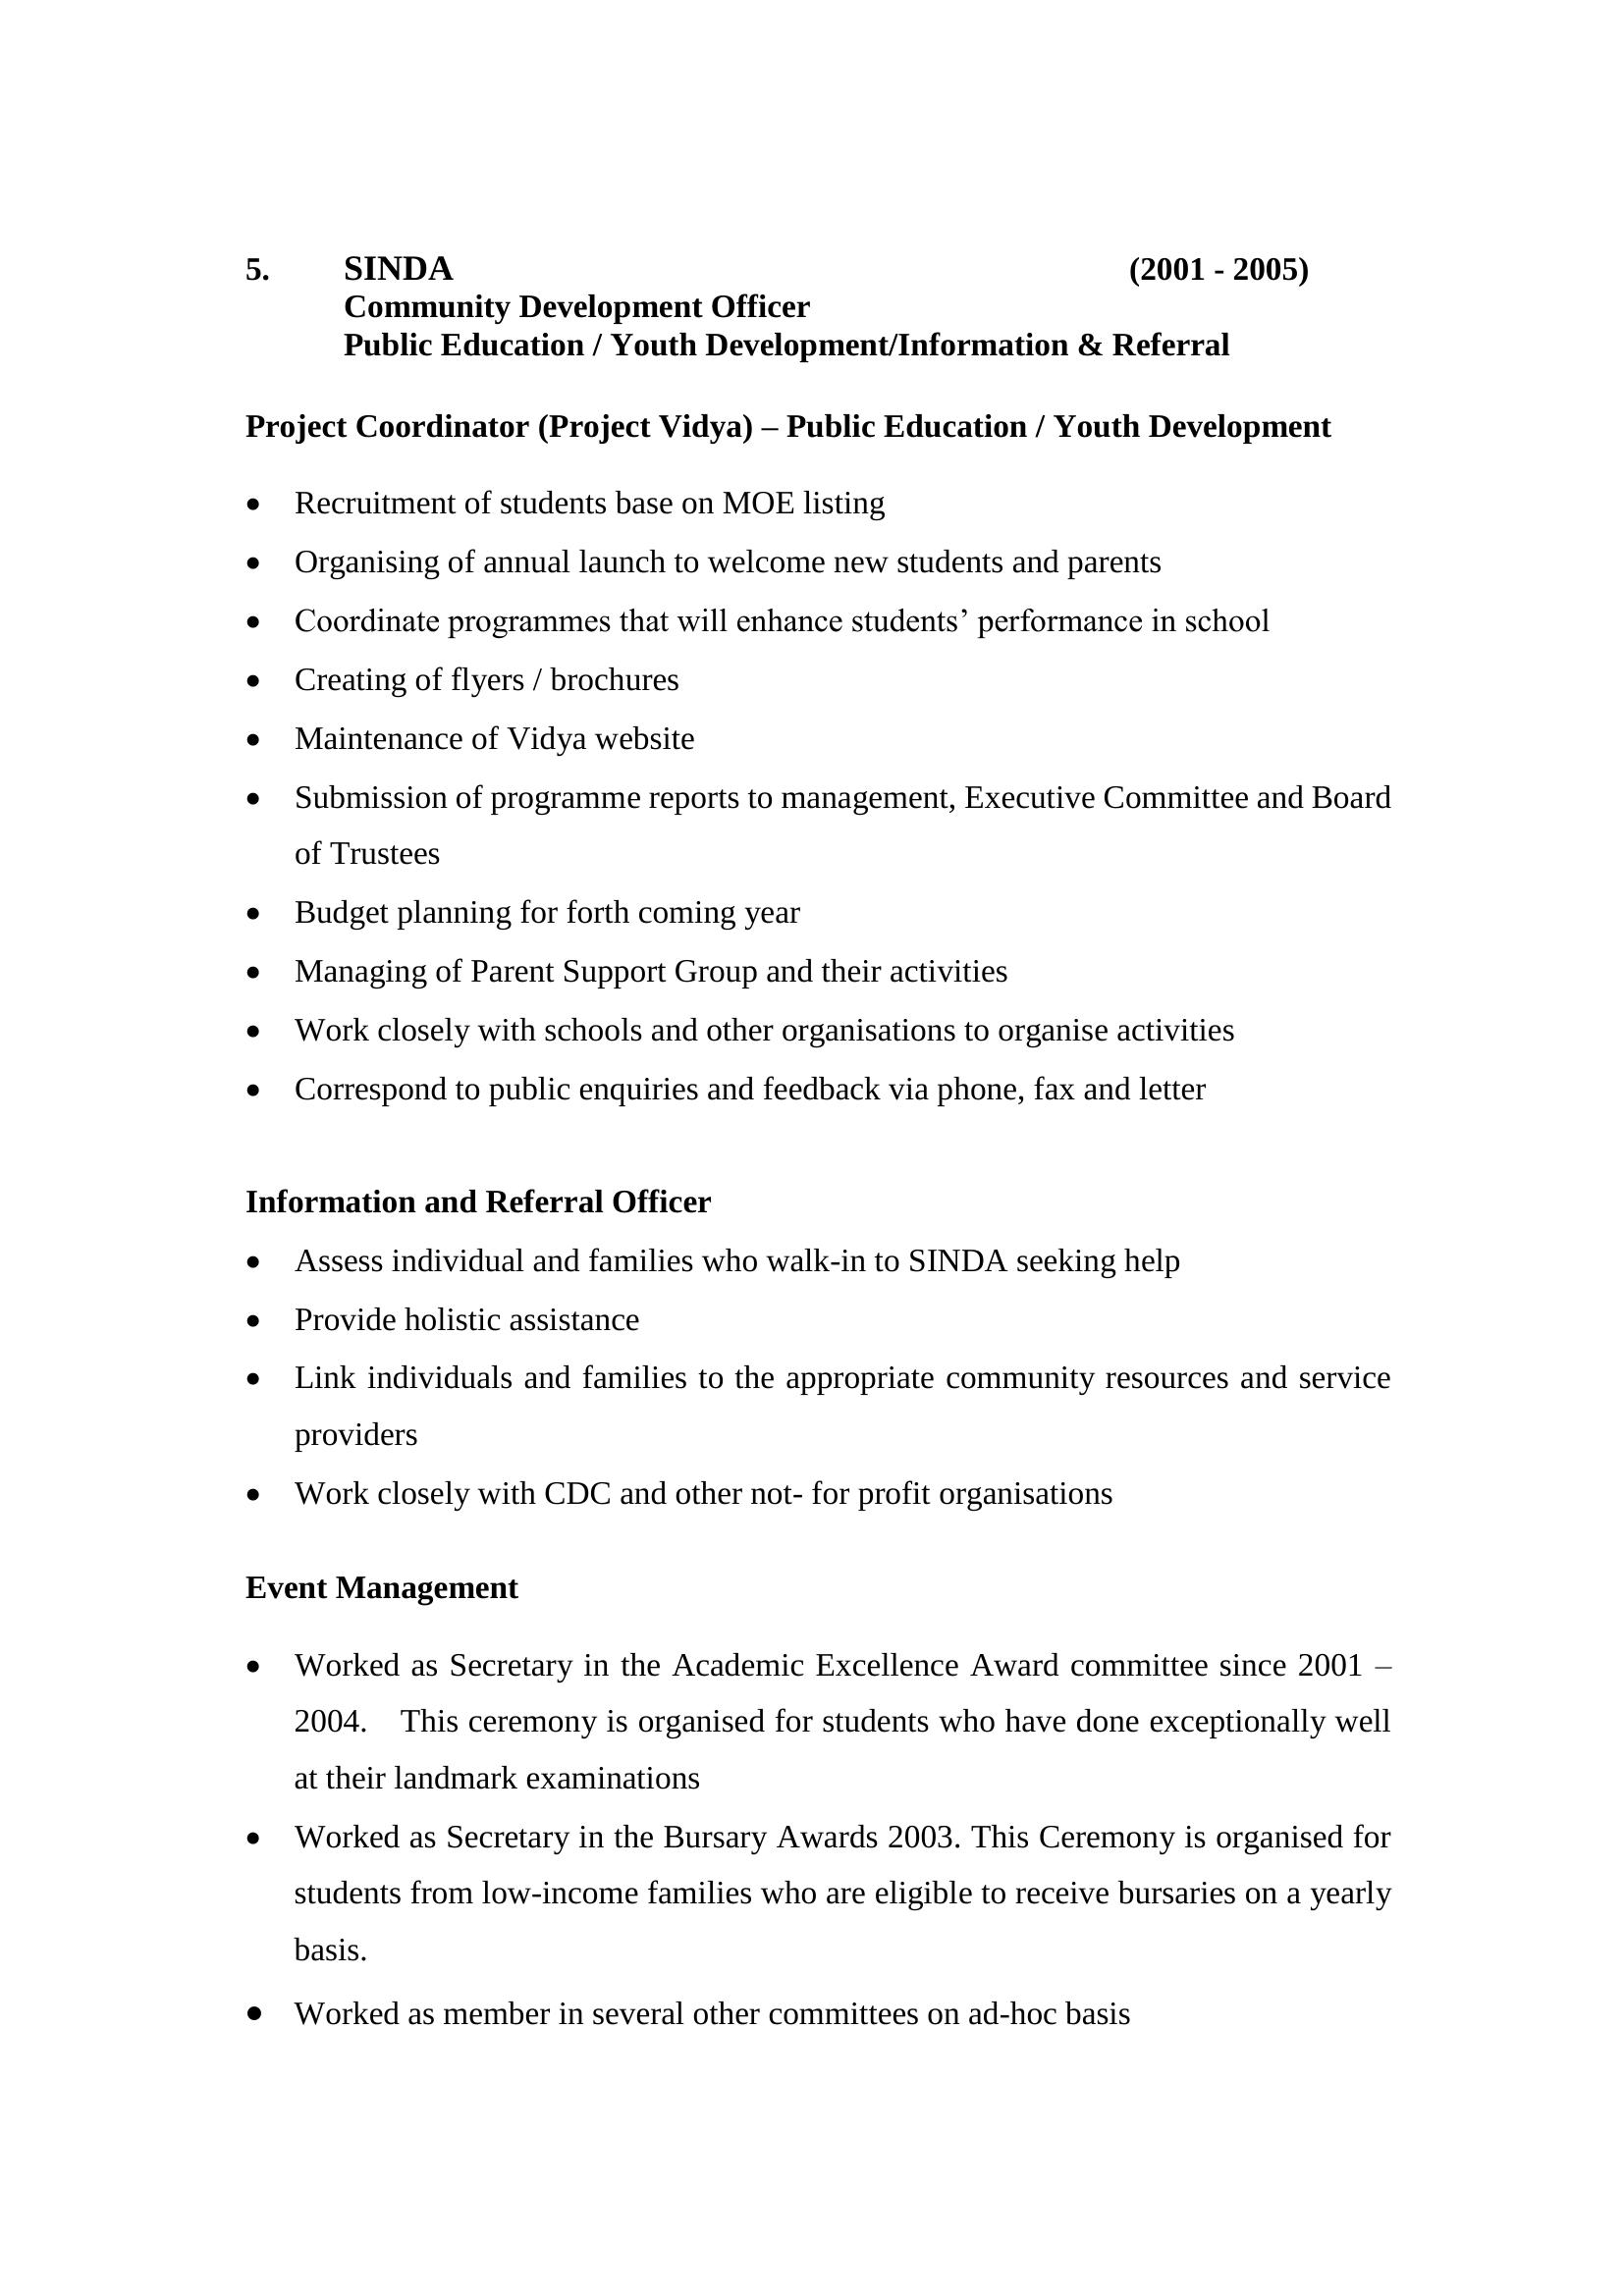 5. SINDA (2001 - 2005)
Community Development Officer
Public Education / Youth Development/Information & Referral
Project Coordinator (Project Vidya) – Public Education / Youth Development
● Recruitment of students base on MOE listing
● Organising of annual launch to welcome new students and parents
● Coordinate programmes that will enhance students’ performance in school
● Creating of flyers / brochures
● Maintenance of Vidya website
● Submission of programme reports to management, Executive Committee and Board
of Trustees
● Budget planning for forth coming year
● Managing of Parent Support Group and their activities
● Work closely with schools and other organisations to organise activities
● Correspond to public enquiries and feedback via phone, fax and letter
Information and Referral Officer
● Assess individual and families who walk-in to SINDA seeking help
● Provide holistic assistance
● Link individuals and families to the appropriate community resources and service
providers
● Work closely with CDC and other not- for profit organisations
Event Management
● Worked as Secretary in the Academic Excellence Award committee since 2001 –
2004. This ceremony is organised for students who have done exceptionally well
at their landmark examinations
● Worked as Secretary in the Bursary Awards 2003. This Ceremony is organised for
students from low-income families who are eligible to receive bursaries on a yearly
basis.
● Worked as member in several other committees on ad-hoc basis